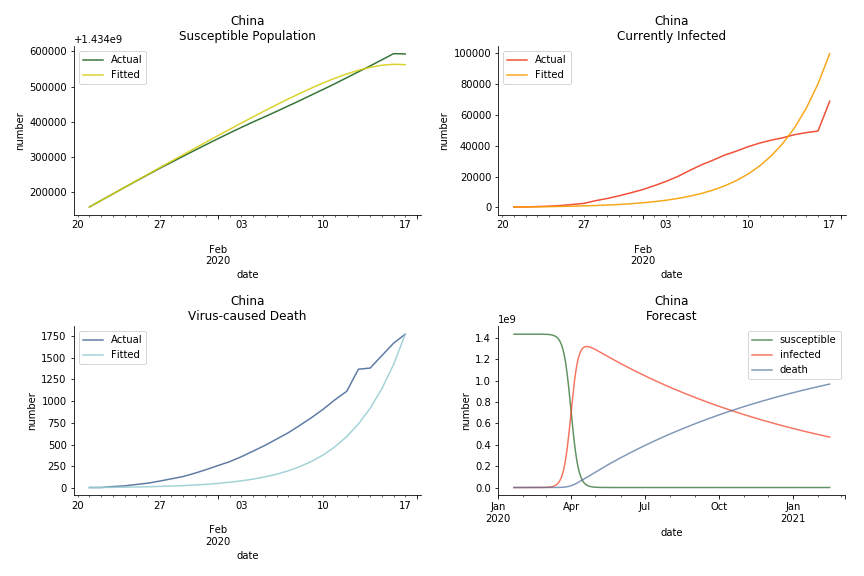 China
Susceptible Population
+1.434e9
600000
500000
400000
300000
200000
number
Actual
Fitted
20
27
Feb
2020
03
10
17
date
China
Currently Infected
100000
80000
60000
40000
20000
0
number
Actual
Fitted
20
27
Feb
2020
03
10
17
date
China
Virus-caused Death
1750
1500
1250
1000
750
500
250
0
number
Actual
Fitted
20
27
Feb
2020
03
10
17
date
China
Forecast
1e9
1.4
1.2
1.0
0.8
0.6
0.4
0.2
0.0
number
susceptible
infected
death
Jan
2020
Apr
Jul
Oct
Jan
2021
date